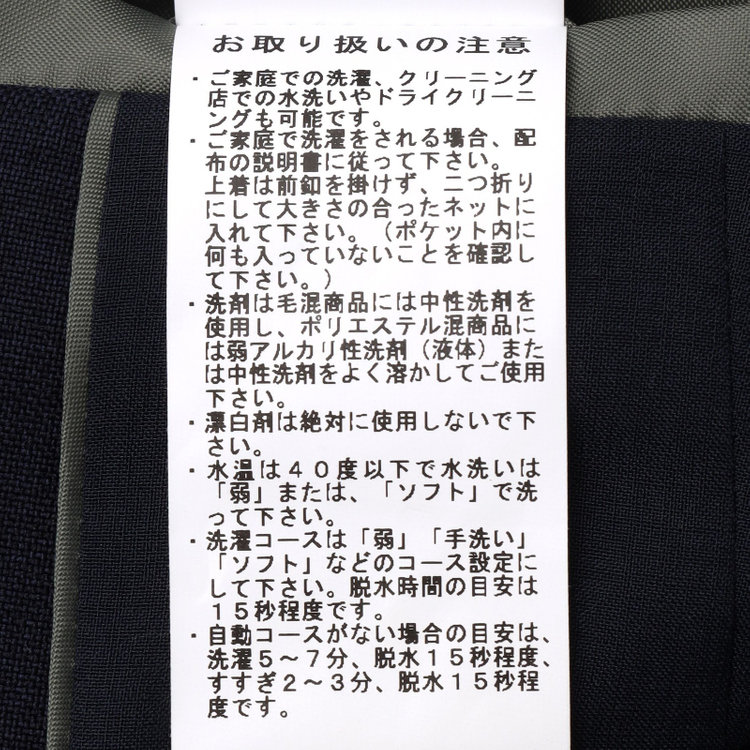 お取り扱いの注意
・ご家庭での洗濯、クリーニング
店での水洗いやドライクリーニ
ングも可能です。
・ご家庭で洗濯をされる場合、配
布の説明書に従って下さい。
上着は前釦を掛けず、二つ折り
にして大きさの合ったネットに
入れて下さい。（ポケット内に
何も入っていないことを確認し
て下さい。）
・洗剤は毛混商品には中性洗剤を
使用し、ポリエステル混商品に
は弱アルカリ性洗剤（液体）また
は中性洗剤をよく溶かしてご使用
下さい。
・漂白剤は絶対に使用しないで下
さい。
・水温は４０度以下で水洗いは
「弱」または、「ソフト」で洗
って下さい。
・洗濯コースは「弱」「手洗い」
「ソフト」などのコース設定に
して下さい。脱水時間の目安は
１５秒程度です。
・自動コースがない場合の目安は、
洗濯５～７分、脱水１５秒程度、
すすぎ２～３分、脱水１５秒程
度です。